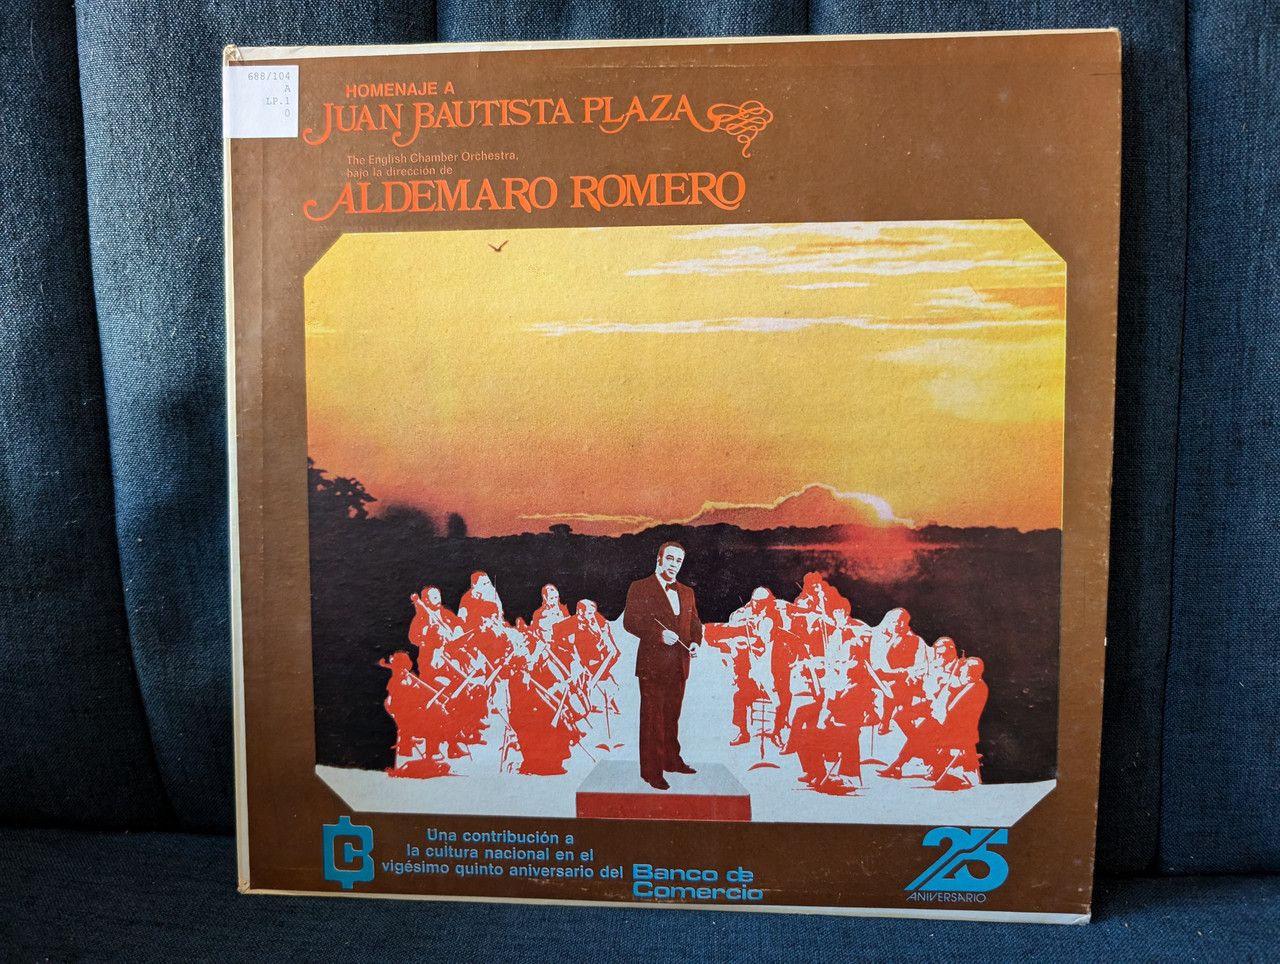 688/104
A
LP.1
0
HOMENAJE A
JUAN BAUTISTA PLAZA
The English Chamber Orchestra,
bajo la dirección de
ALDEMARO ROMERO
Una contribución a
la cultura nacional en el
vigésimo quinto aniversario del Banco de
Comercio
25
ANIVERSARIO